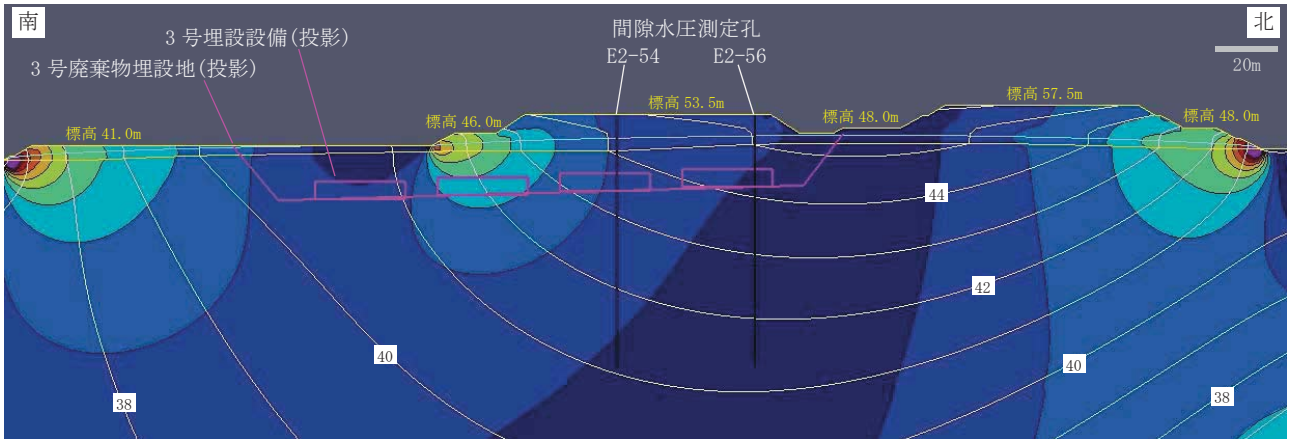 南
北
3号埋設設備(投影)
3号廃棄物埋設地(投影)
間隙水圧測定孔
E2-54
E2-56
20m
標高 41.0m
標高 46.0m
標高 53.5m
標高 48.0m
標高 57.5m
標高 48.0m
44
42
40
40
38
38